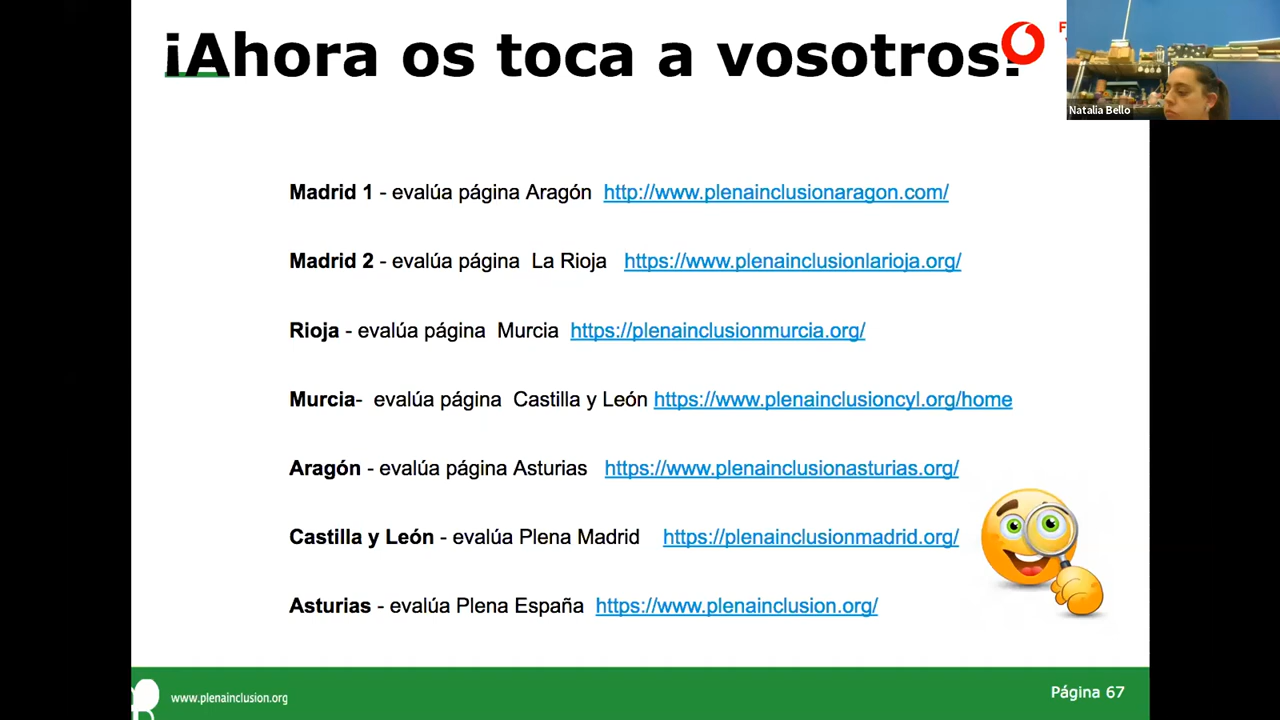 ¡Ahora os toca a vosotros!
Natalia Bello
Madrid 1 - evalúa página Aragón http://www.plenainclusionaragon.com/
Madrid 2 - evalúa página La Rioja https://www.plenainclusionlarioja.org/
Rioja - evalúa página Murcia https://plenainclusionmurcia.org/
Murcia- evalúa página Castilla y León https://www.plenainclusioncyl.org/home
Aragón - evalúa página Asturias https://www.plenainclusionasturias.org/
Castilla y León - evalúa Plena Madrid https://plenainclusionmadrid.org/
Asturias - evalúa Plena España https://www.plenainclusion.org/
www.plenainclusion.org
Página 67